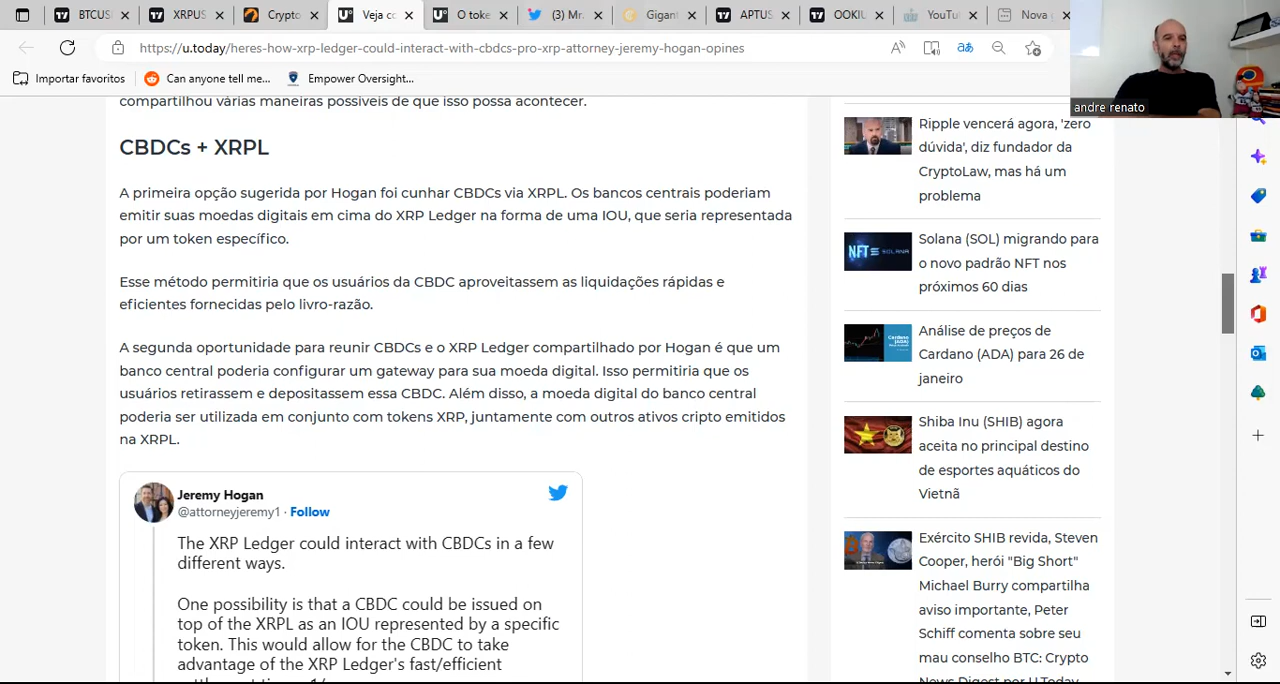 BTCUS
XRPUS
Crypto
Veja co
O toke
(3) Mr.
Gigant
APTUS
OOKIU
YouTu
Nova g
https://u.today/heres-how-xrp-ledger-could-interact-with-cbdcs-pro-xrp-attorney-jeremy-hogan-opines
Importar favoritos
Can anyone tell me...
Empower Oversight...
andre renato
compartilhou várias maneiras possíveis de que isso possa acontecer.
CBDCs + XRPL
A primeira opção sugerida por Hogan foi cunhar CBDCs via XRPL. Os bancos centrais poderiam
emitir suas moedas digitais em cima do XRP Ledger na forma de uma IOU, que seria representada
por um token específico.
Esse método permitiria que os usuários da CBDC aproveitassem as liquidações rápidas e
eficientes fornecidas pelo livro-razão.
A segunda oportunidade para reunir CBDCs e o XRP Ledger compartilhado por Hogan é que um
banco central poderia configurar um gateway para sua moeda digital. Isso permitiria que os
usuários retirassem e depositassem essa CBDC. Além disso, a moeda digital do banco central
poderia ser utilizada em conjunto com tokens XRP, juntamente com outros ativos cripto emitidos
na XRPL.
Jeremy Hogan
@attorneyjeremy1 · Follow
The XRP Ledger could interact with CBDCs in a few
different ways.
One possibility is that a CBDC could be issued on
top of the XRPL as an IOU represented by a specific
token. This would allow for the CBDC to take
advantage of the XRP Ledger's fast/efficient
Ripple vencerá agora, 'zero
dúvida', diz fundador da
CryptoLaw, mas há um
problema
NFT SOLANA
Solana (SOL) migrando para
o novo padrão NFT nos
próximos 60 dias
Análise de preços de
Cardano (ADA) para 26 de
janeiro
Shiba Inu (SHIB) agora
aceita no principal destino
de esportes aquáticos do
Vietnã
Exército SHIB revida, Steven
Cooper, herói "Big Short"
Michael Burry compartilha
aviso importante, Peter
Schiff comenta sobre seu
mau conselho BTC: Crypto
News Digest por U.Today